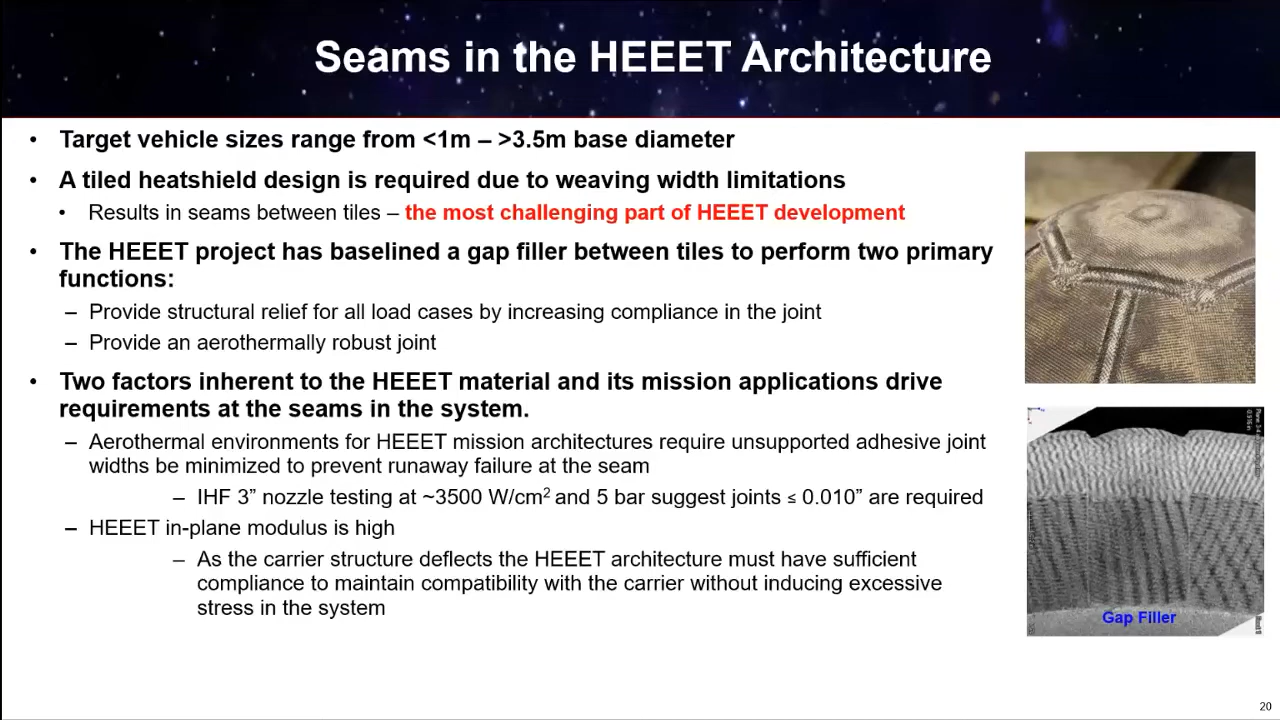 Seams in the HEEET Architecture
• Target vehicle sizes range from <1m – >3.5m base diameter
• A tiled heatshield design is required due to weaving width limitations
• Results in seams between tiles – the most challenging part of HEEET development
• The HEEET project has baselined a gap filler between tiles to perform two primary
functions:
– Provide structural relief for all load cases by increasing compliance in the joint
– Provide an aerothermally robust joint
• Two factors inherent to the HEEET material and its mission applications drive
requirements at the seams in the system.
– Aerothermal environments for HEEET mission architectures require unsupported adhesive joint
widths be minimized to prevent runaway failure at the seam
– IHF 3” nozzle testing at ~3500 W/cm² and 5 bar suggest joints ≤ 0.010” are required
– HEEET in-plane modulus is high
– As the carrier structure deflects the HEEET architecture must have sufficient
compliance to maintain compatibility with the carrier without inducing excessive
stress in the system
Gap Filler
20